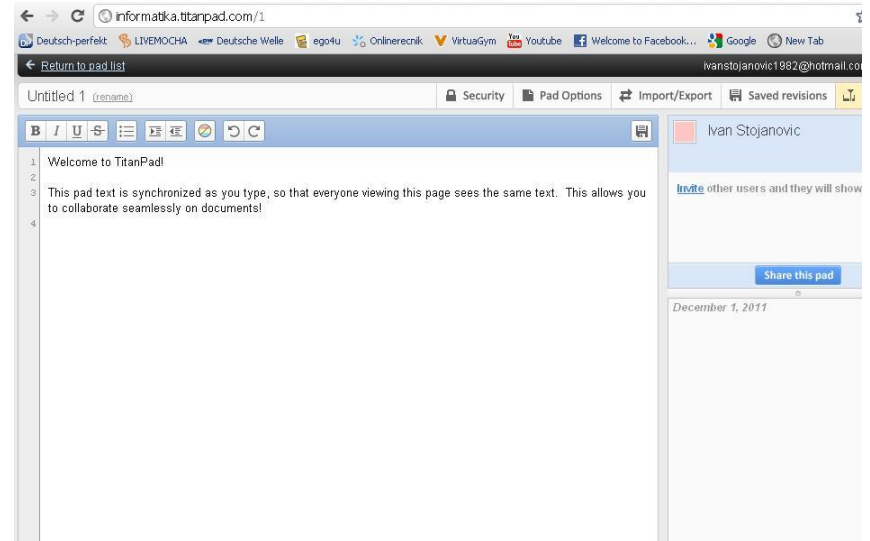 informatika.titanpad.com/1
Deutsch-perfekt LIVEMOCHA DW Deutsche Welle ego4u Onlinerecnik VirtuaGym You Tube Youtube f Welcome to Facebook... Google New Tab
Return to pad list ivanstojanovic1982@hotmail.co
Untitled 1 (rename) Security Pad Options Import/Export Saved revisions
B I U S
1 Welcome to TitanPad!
2
3 This pad text is synchronized as you type, so that everyone viewing this page sees the same text. This allows you
to collaborate seamlessly on documents!
4
Ivan Stojanovic
Invite other users and they will show
Share this pad
December 1, 2011